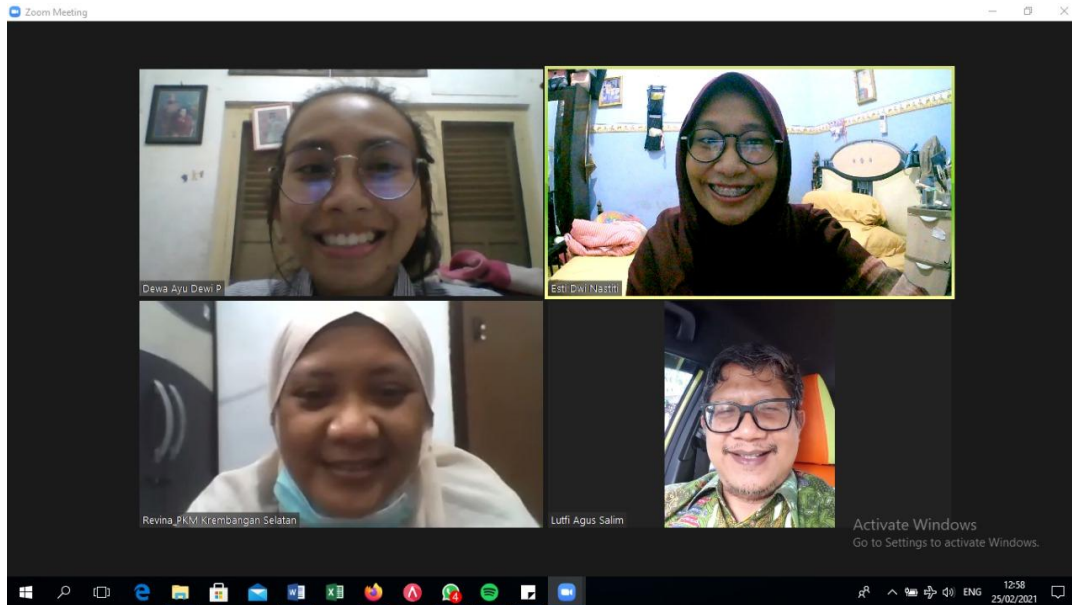 Zoom Meeting
Dewa Ayu Dewi P
Esti Dwi Nastiti
Revina_PKM Krembangan Selatan
Lutfi Agus Salim
Activate Windows
Go to Settings to activate Windows.
4
ENG
12:58
25/02/2021